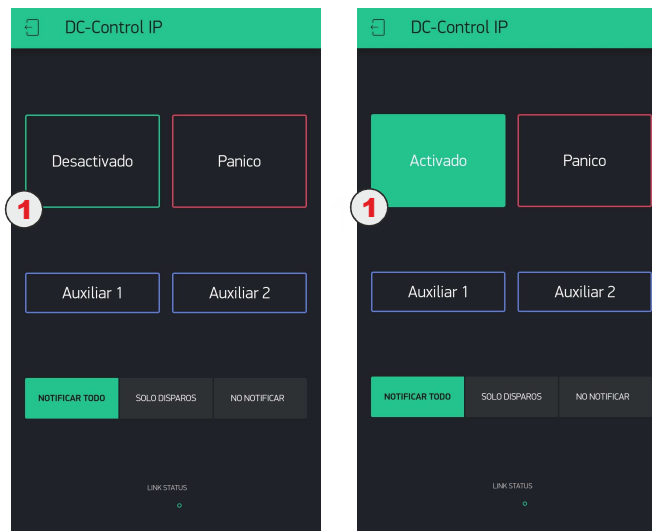 DC-Control IP
Desactivado
Panico
1
Auxiliar 1
Auxiliar 2
NOTIFICAR TODO
SOLO DISPAROS
NO NOTIFICAR
LINK STATUS
DC-Control IP
Activado
Panico
1
Auxiliar 1
Auxiliar 2
NOTIFICAR TODO
SOLO DISPAROS
NO NOTIFICAR
LINK STATUS